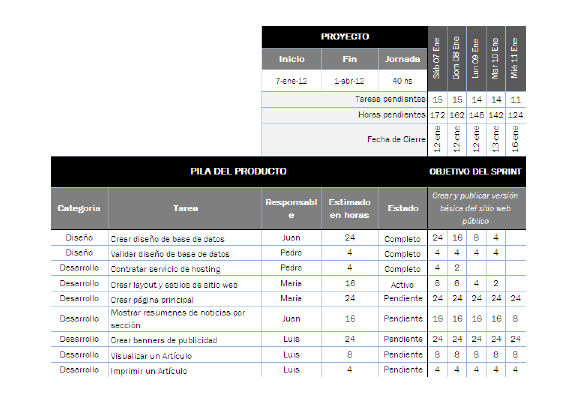 PROYECTO
Inicio Fin Jornada
7-ene-12 1-abr-12 40 hs
Sáb 07 Ene Dom 08 Ene Lun 09 Ene Mar 10 Ene Mié 11 Ene
Tareas pendientes 15 15 14 14 11
Horas pendientes 172 162 148 142 124
Fecha de Cierre 12-ene 12-ene 12-ene 13-ene 16-ene
PILA DEL PRODUCTO OBJETIVO DEL SPRINT
Categoria Tarea Responsabl
e Estimado
en horas Estado Crear y publicar versión
básica del sitio web
público
Diseño Crear diseño de base de datos Juan 24 Completo 24 16 8 4
Diseño Validar diseño de base de datos Pedro 4 Completo 4 4 4 4
Desarrollo Contratar servicio de hosting Pedro 4 Completo 4 2
Desarrollo Crear layout y estilos de sitio web Maria 16 Activo 8 8 4 2
Desarrollo Crear página principal Maria 24 Pendiente 24 24 24 24 24
Desarrollo Mostrar resumenes de noticias por
sección Juan 16 Pendiente 16 16 16 16 8
Desarrollo Crear banners de publicidad Luis 24 Pendiente 24 24 24 24 24
Desarrollo Visualizar un Artículo Luis 8 Pendiente 8 8 8 8 8
Desarrollo Imprimir un Artículo Luis 4 Pendiente 4 4 4 4 4